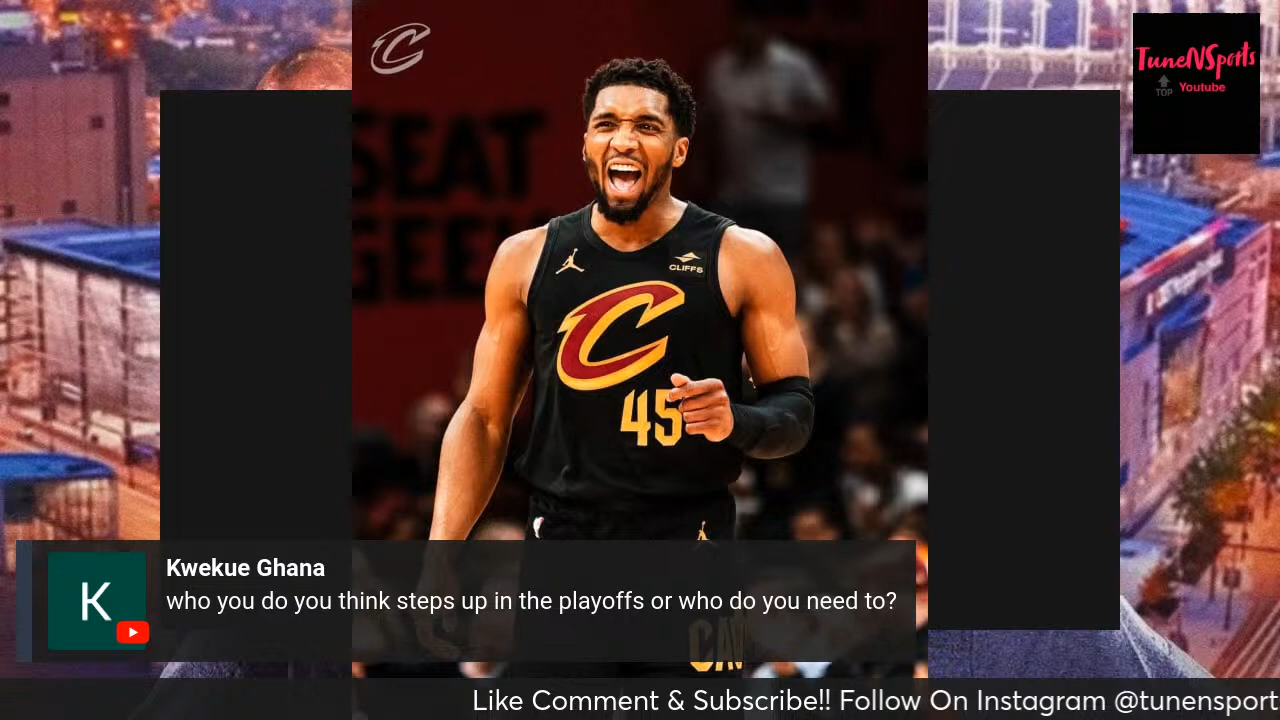 TuneNSports
TOP
Youtube
SEAT
GEEK
CLIFFS
C
45
K
Kwekue Ghana
who you do you think steps up in the playoffs or who do you need to?
CAV
Like Comment & Subscribe!! Follow On Instagram @tunensport